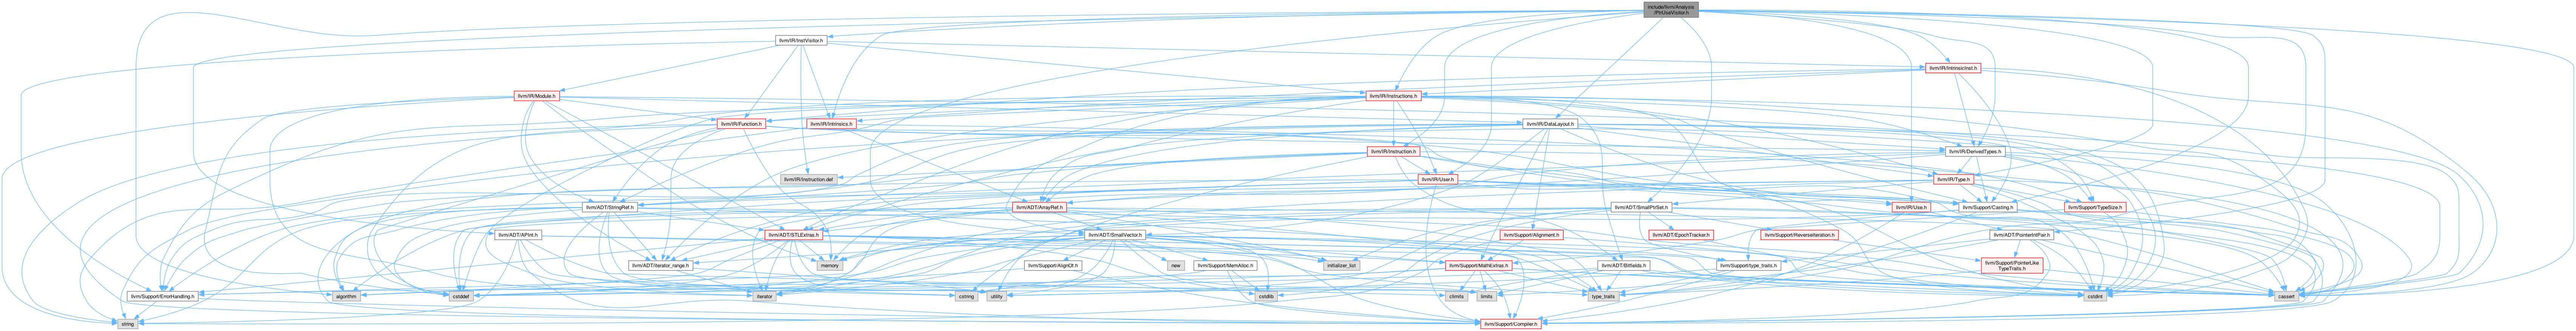 include/llvm/Analysis
/PtrUseVisitor.h
llvm/IR/InstVisitor.h
llvm/IR/IntrinsicInst.h
llvm/IR/Module.h
llvm/IR/Instructions.h
llvm/IR/Function.h
llvm/IR/Intrinsics.h
llvm/IR/DataLayout.h
llvm/IR/Instruction.h
llvm/IR/DerivedTypes.h
llvm/IR/Instruction.def
llvm/IR/User.h
llvm/IR/Type.h
llvm/ADT/StringRef.h
llvm/ADT/ArrayRef.h
llvm/ADT/SmallPtrSet.h
llvm/IR/Use.h
llvm/Support/Casting.h
llvm/Support/TypeSize.h
llvm/ADT/APInt.h
llvm/ADT/STLExtras.h
llvm/ADT/SmallVector.h
llvm/Support/Alignment.h
llvm/ADT/EpochTracker.h
llvm/Support/ReverseIteration.h
llvm/ADT/PointerIntPair.h
llvm/ADT/iterator_range.h
memory
llvm/Support/AlignOf.h
new
llvm/Support/MemAlloc.h
initializer_list
llvm/Support/MathExtras.h
llvm/ADT/Bitfields.h
llvm/Support/type_traits.h
llvm/Support/PointerLike
TypeTraits.h
llvm/Support/ErrorHandling.h
algorithm
cstddef
iterator
cstring
utility
cstdlib
climits
limits
type_traits
cstdint
cassert
string
llvm/Support/Compiler.h